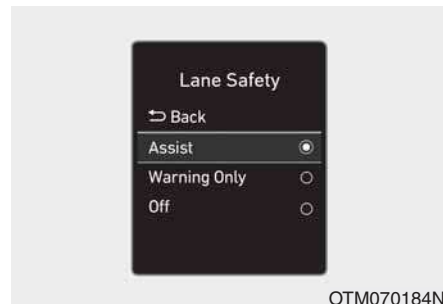 Lane Safety
Back
Assist
Warning Only
Off
OTM070184N